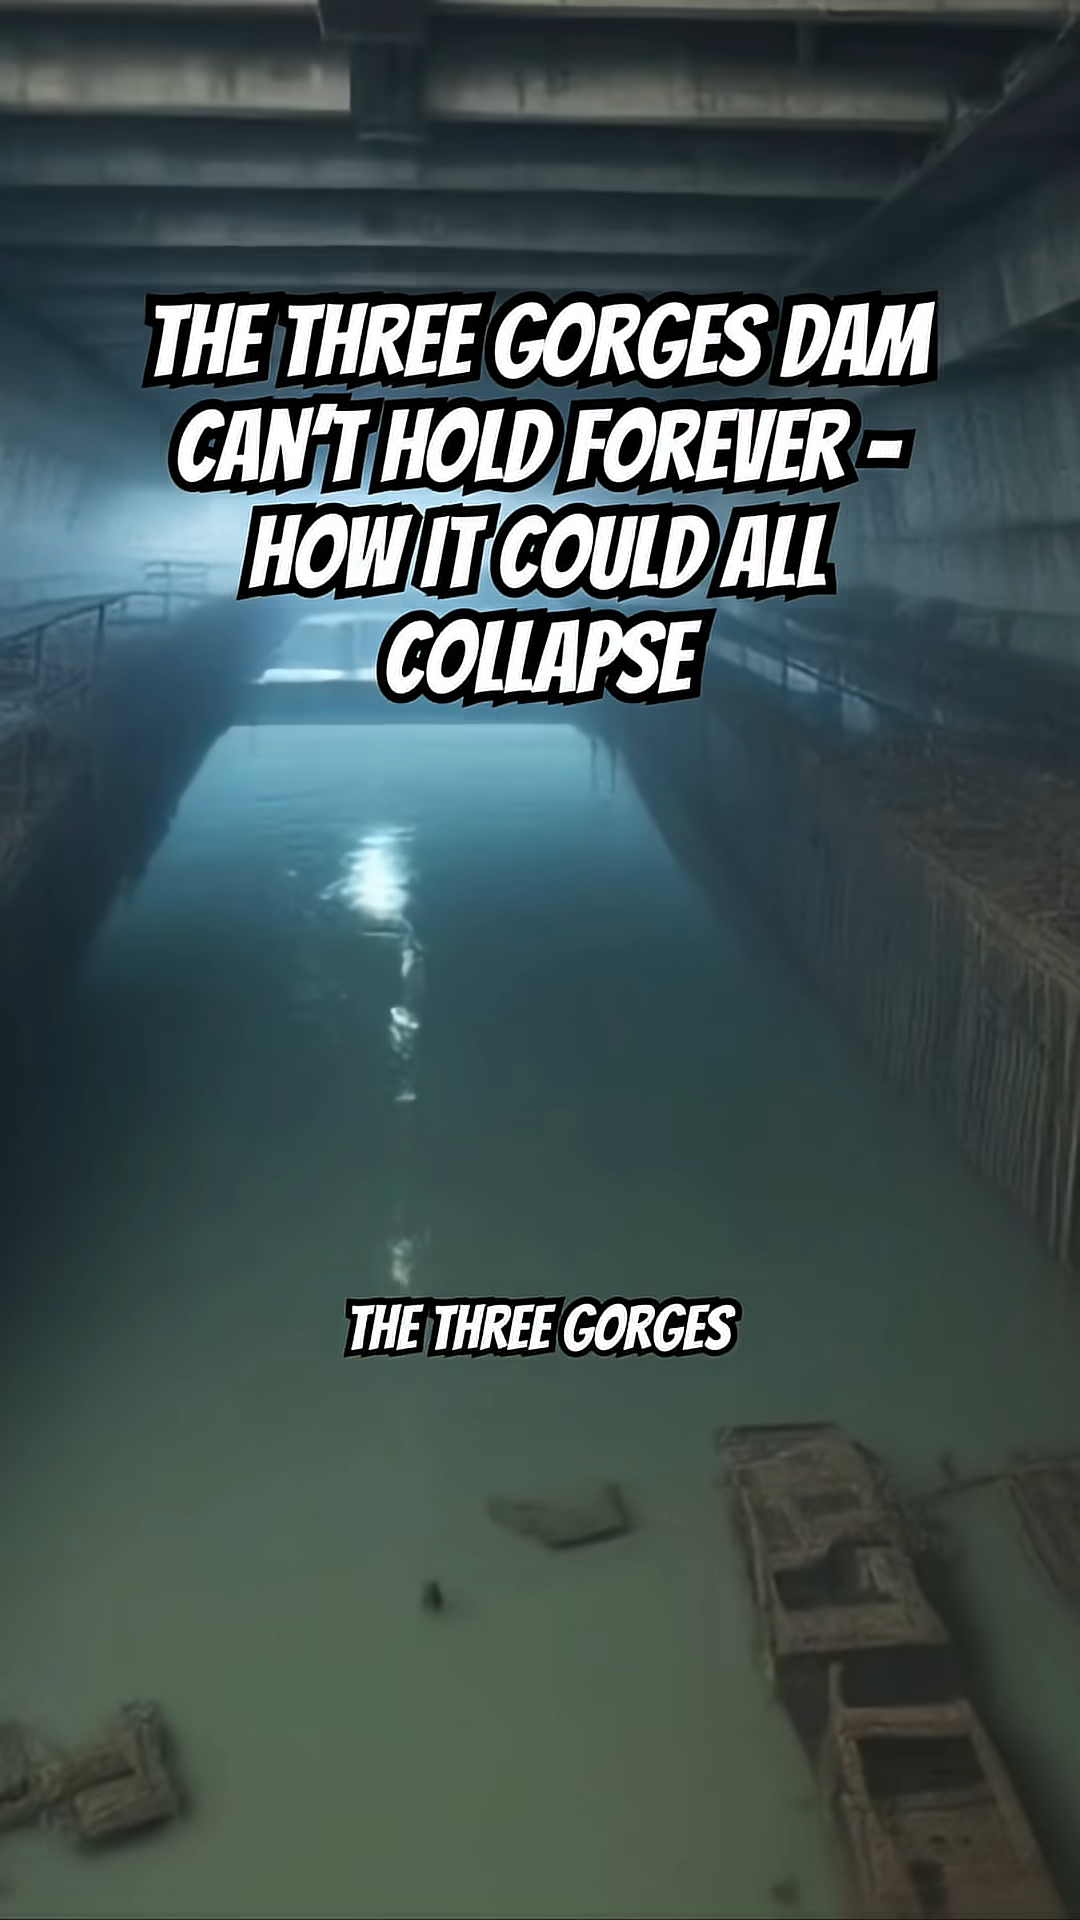 THE THREE GORGES DAM
CAN'T HOLD FOREVER -
HOW IT COULD ALL
COLLAPSE
THE THREE GORGES